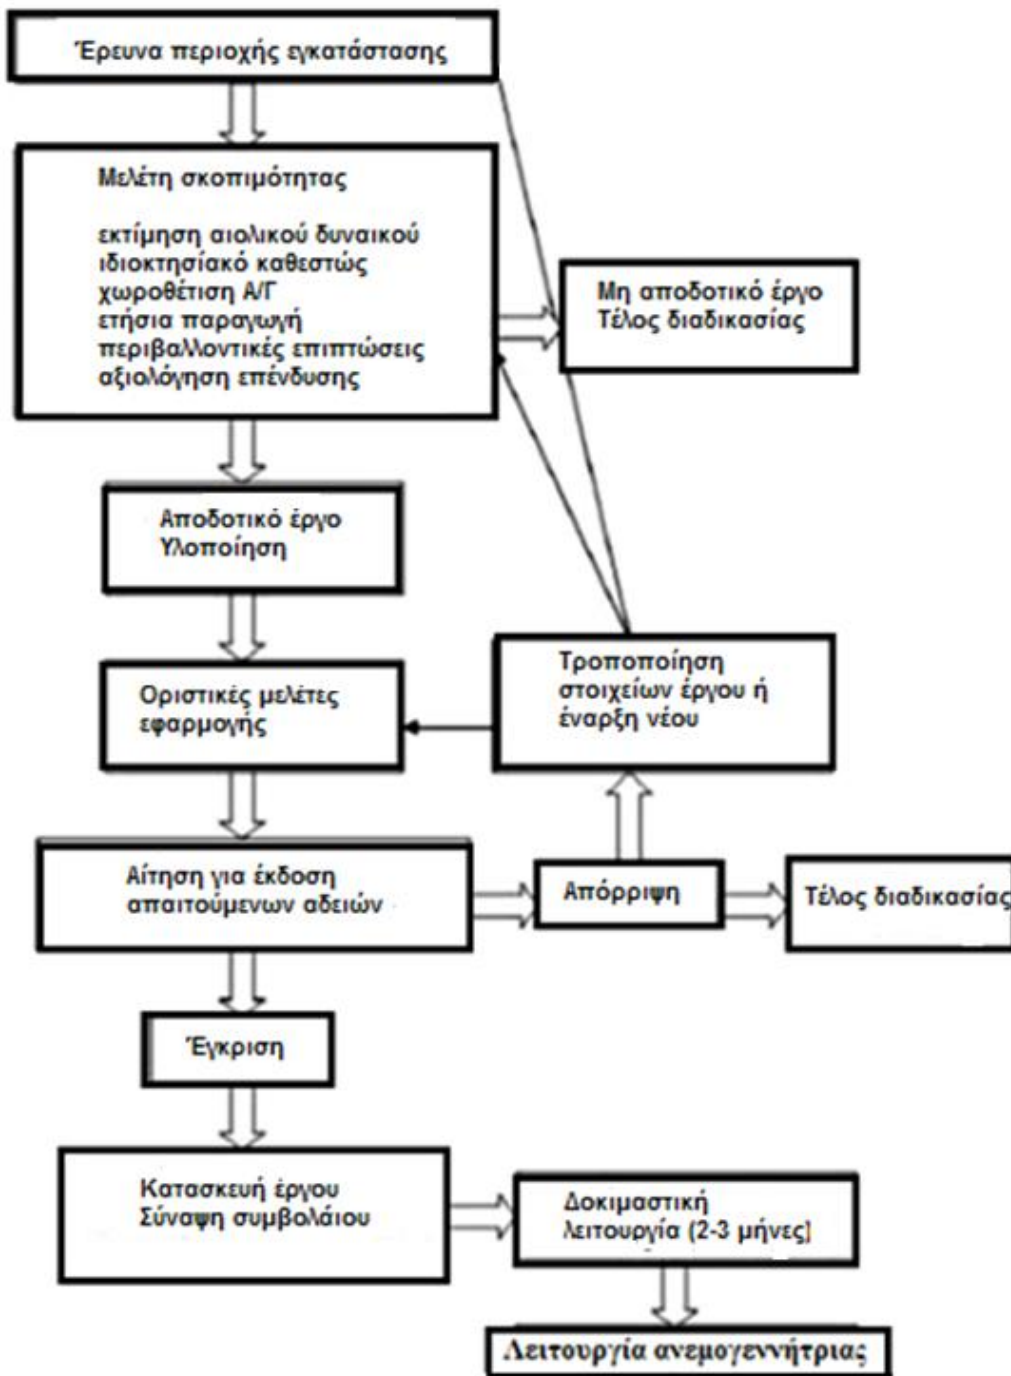 Έρευνα περιοχής εγκατάστασης
Μελέτη σκοπιμότητας
εκτίμηση αιολικού δυναικού
ιδιοκτησίακό καθεστώς
χωροθέτιση Α/Γ
ετήσια παραγωγή
περιβαλλοντικές επιπτώσεις
αξιολόγηση επένδυσης
Μη αποδοτικό έργο
Τέλος διαδικασίας
Αποδοτικό έργο
Υλοποίηση
Οριστικές μελέτες
εφαρμογής
Τροποποίηση
στοιχείων έργου ή
έναρξη νέου
Αίτηση για έκδοση
απαιτούμενων αδειών
Απόρριψη
Τέλος διαδικασίας
Έγκριση
Κατασκευή έργου
Σύναψη συμβολάιου
Δοκιμαστική
λειτουργία (2-3 μήνες)
Λειτουργία ανεμογεννήτριας